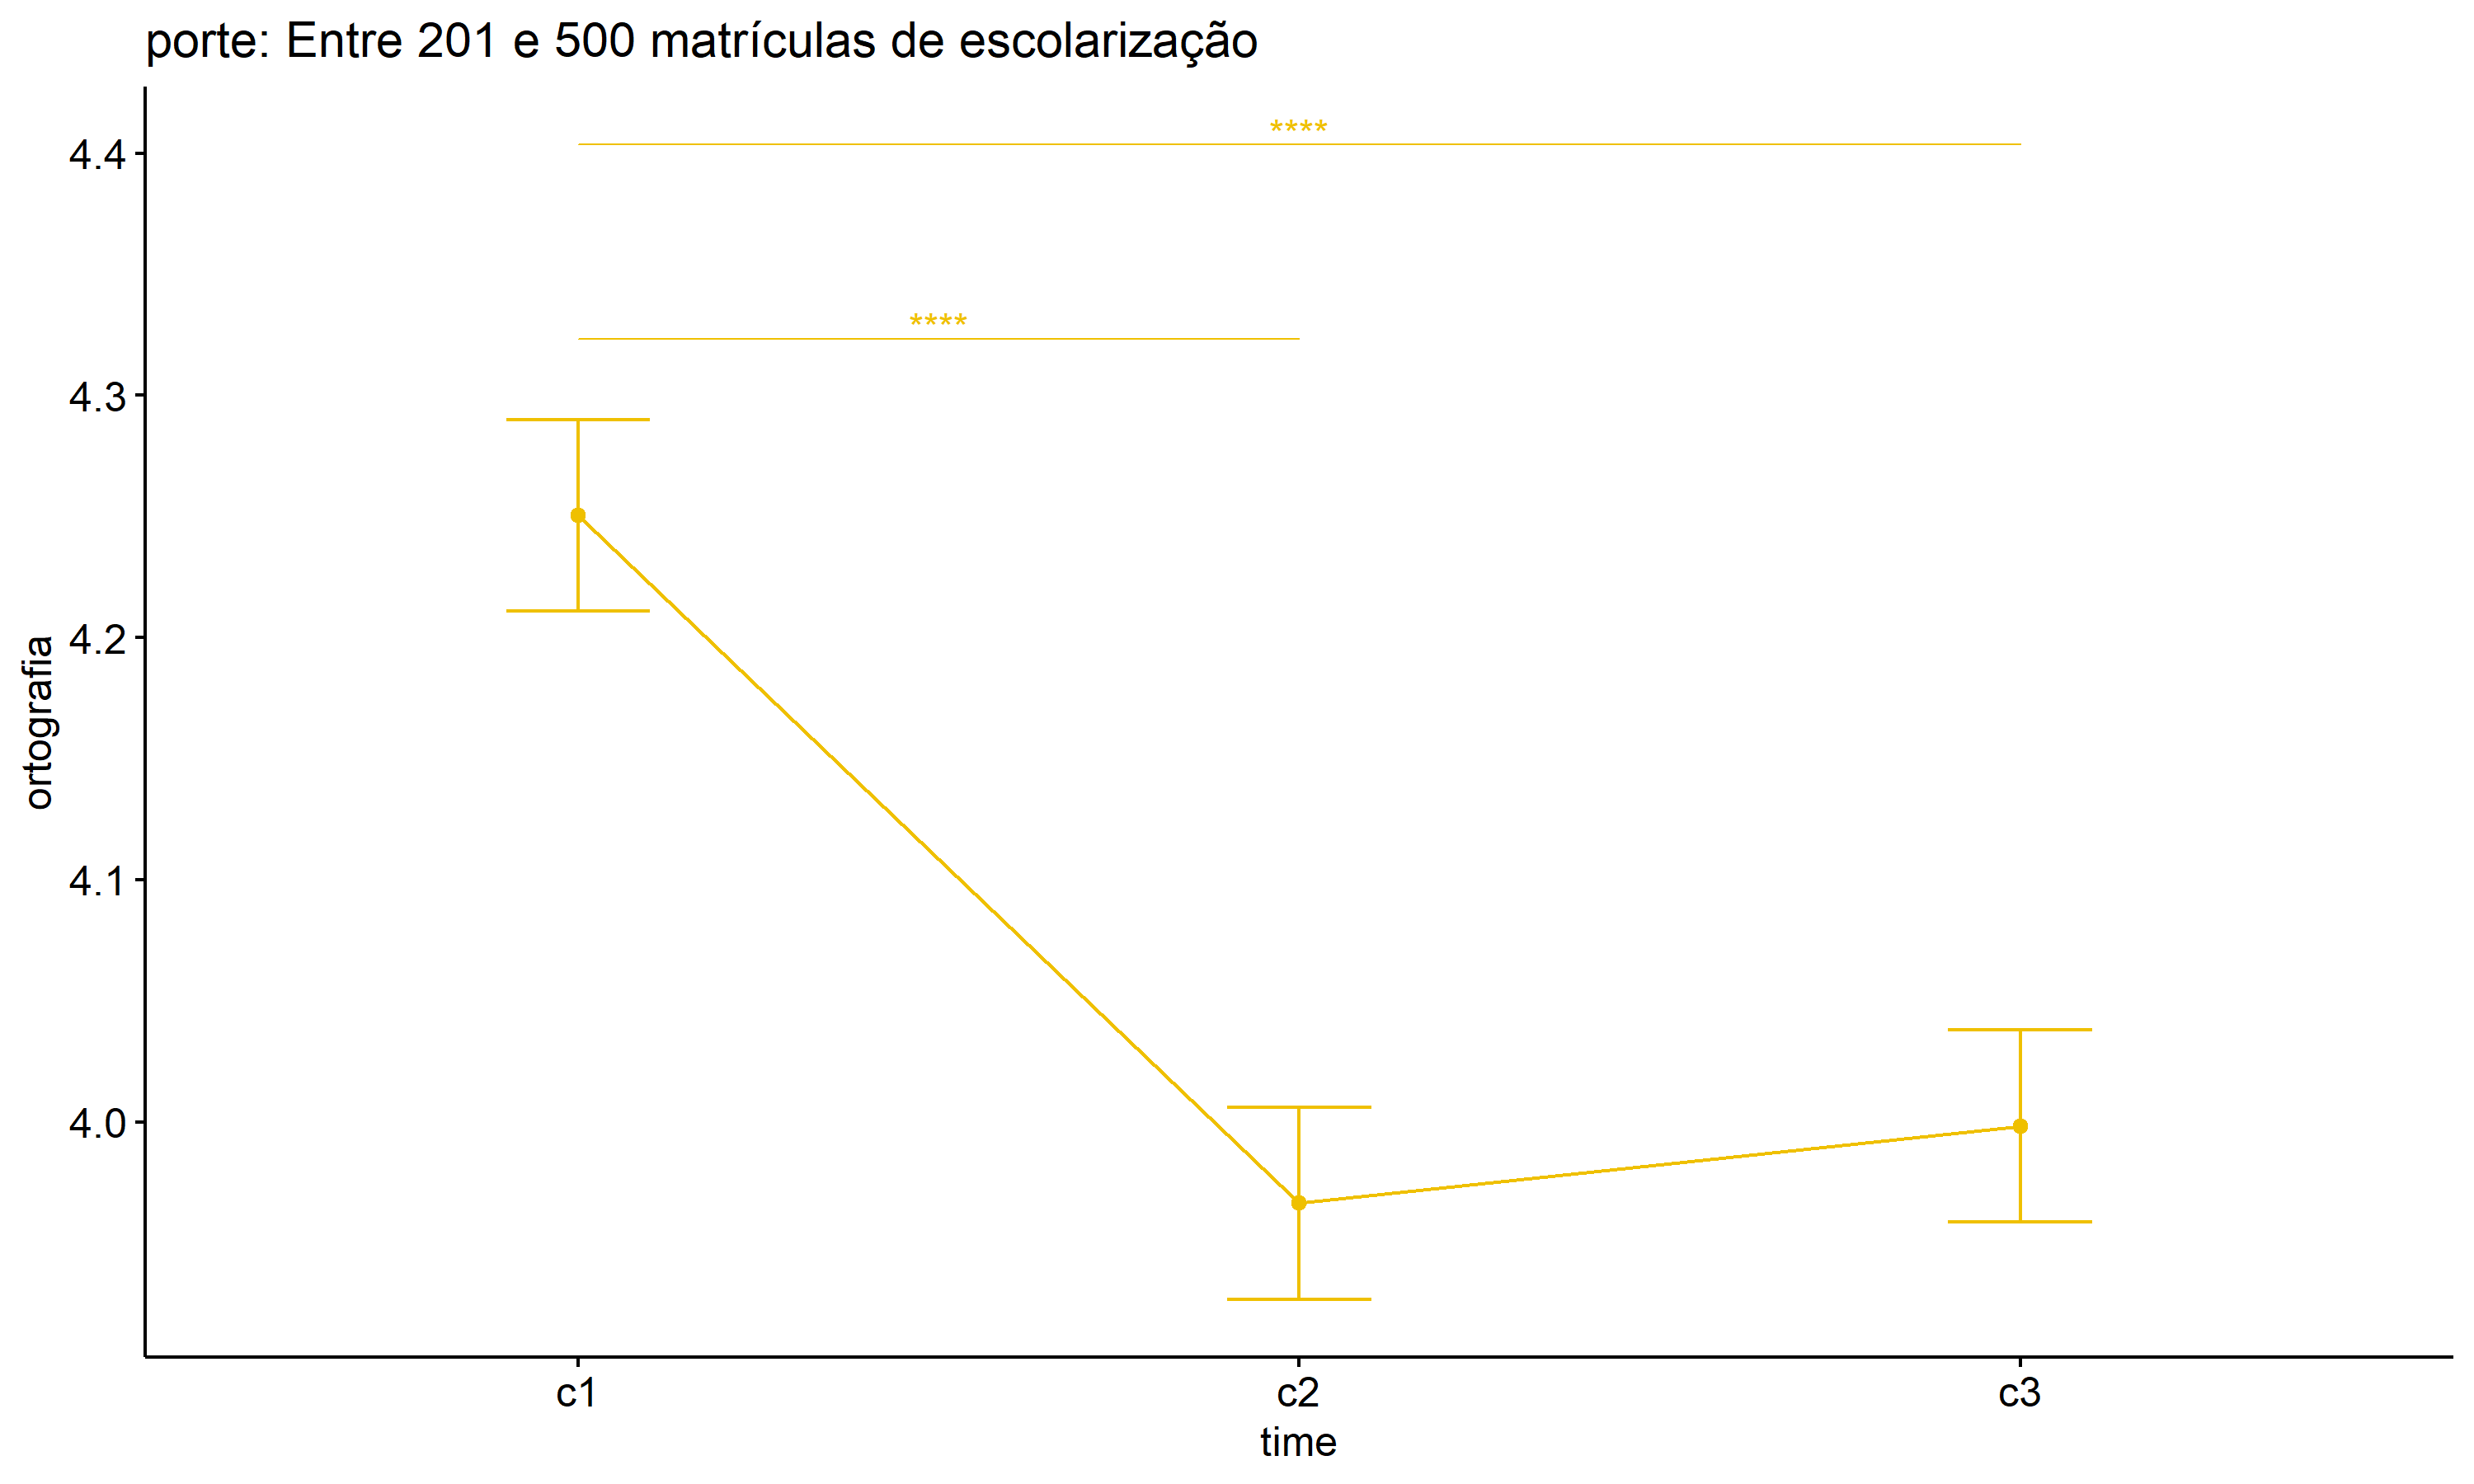 porte: Entre 201 e 500 matrículas de escolarização
****
4.4
****
4.3
4.2
ortografia
4.1
4.0
c1 c2 c3
time